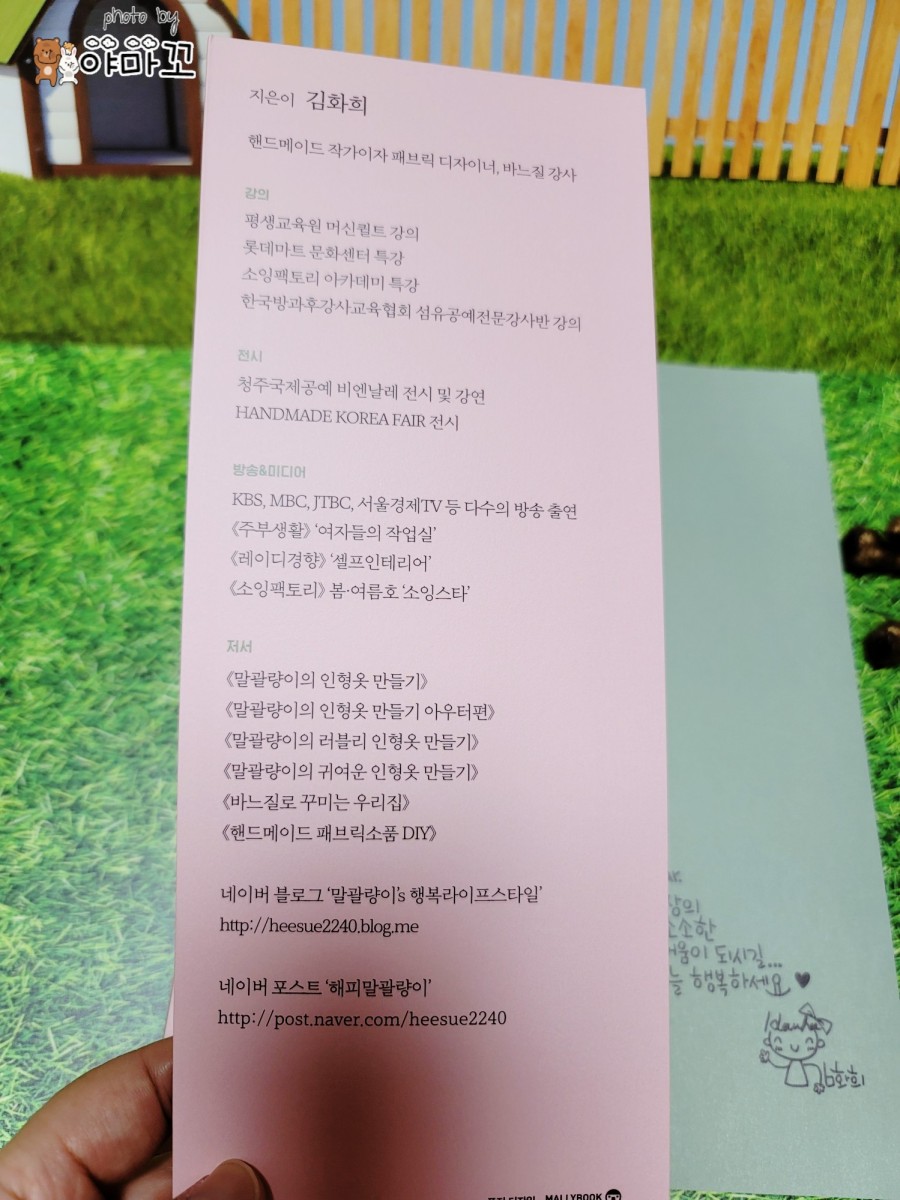 photo by
야마꼬
지은이 김화희
핸드메이드 작가이자 패브릭 디자이너, 바느질 강사
강의
평생교육원 머신퀼트 강의
롯데마트 문화센터 특강
소잉팩토리 아카데미 특강
한국방과후강사교육협회 섬유공예전문강사반 강의
전시
청주국제공예 비엔날레 전시 및 강연
HANDMADE KOREA FAIR 전시
방송&미디어
KBS, MBC, JTBC, 서울경제TV 등 다수의 방송 출연
《주부생활》 ‘여자들의 작업실’
《레이디경향》 ‘셀프인테리어’
《소잉팩토리》 봄·여름호 ‘소잉스타’
저서
《말괄량이의 인형옷 만들기》
《말괄량이의 인형옷 만들기 아우터편》
《말괄량이의 러블리 인형옷 만들기》
《말괄량이의 귀여운 인형옷 만들기》
《바느질로 꾸미는 우리집》
《핸드메이드 패브릭소품 DIY》
네이버 블로그 ‘말괄량이’s 행복라이프스타일’
http://heesue2240.blog.me
네이버 포스트 ‘해피말괄량이’
http://post.naver.com/heesue2240
MALLYBOOK
소소한
되시길...
행복하세요 ♥
김화희